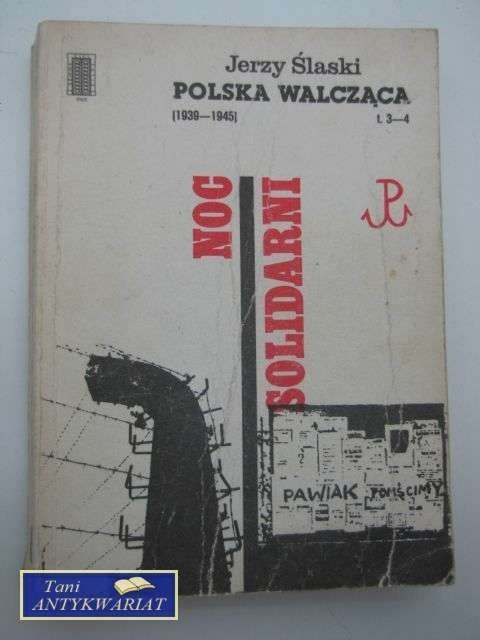 Jerzy Ślaski
POLSKA WALCZĄCA
(1939—1945) t. 3—4
NOC
SOLIDARNI
PAWIAK POMŚCIMY
Tani
ANTYKWARIAT